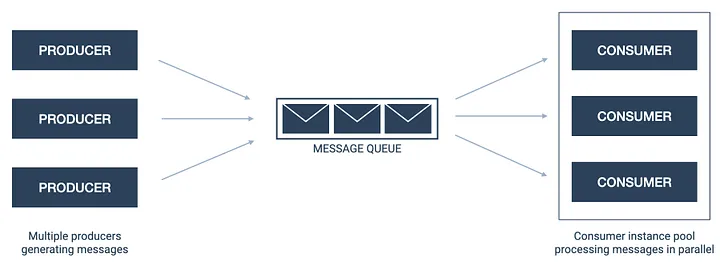 PRODUCER
PRODUCER
PRODUCER
Multiple producers
generating messages
MESSAGE QUEUE
CONSUMER
CONSUMER
CONSUMER
Consumer instance pool
processing messages in parallel